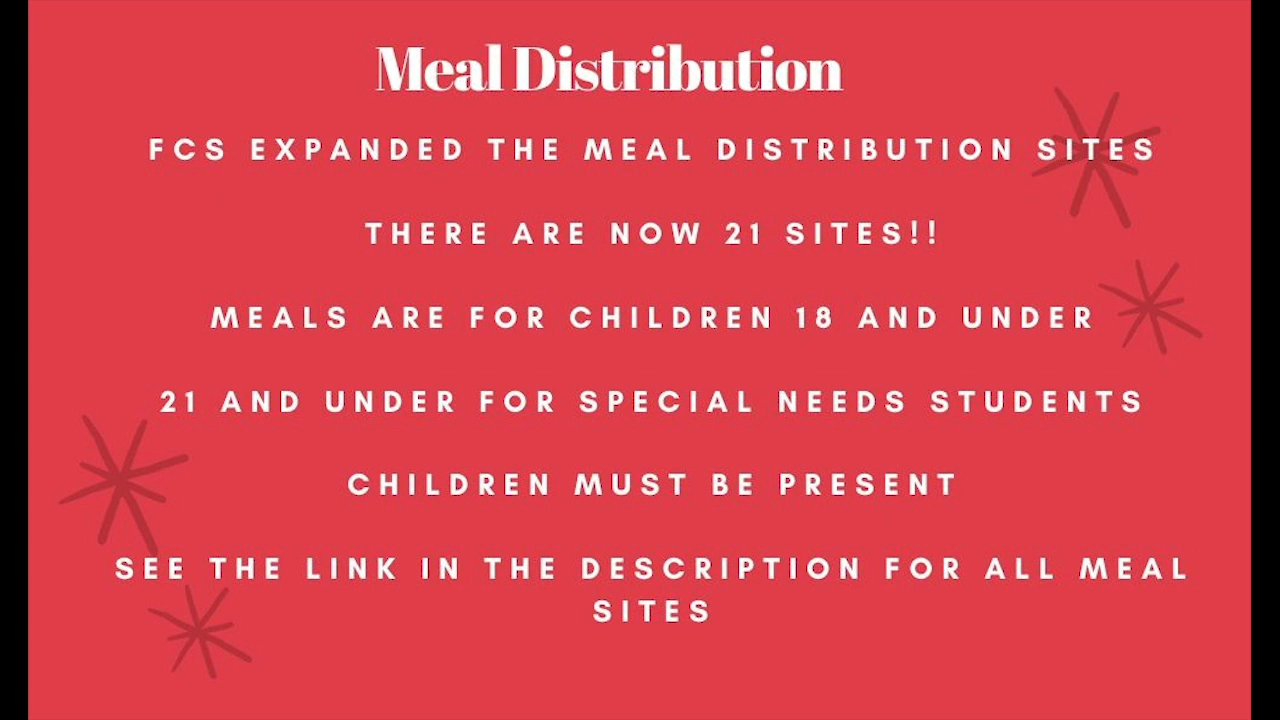 Meal Distribution
FCS EXPANDED THE MEAL DISTRIBUTION SITES
THERE ARE NOW 21 SITES!!
MEALS ARE FOR CHILDREN 18 AND UNDER
21 AND UNDER FOR SPECIAL NEEDS STUDENTS
CHILDREN MUST BE PRESENT
SEE THE LINK IN THE DESCRIPTION FOR ALL MEAL
SITES